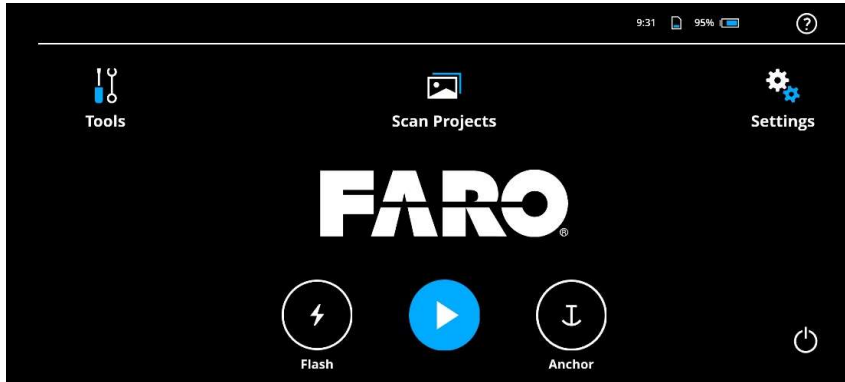 9:31 95%
Tools
Scan Projects
Settings
FARO®
Flash
Anchor